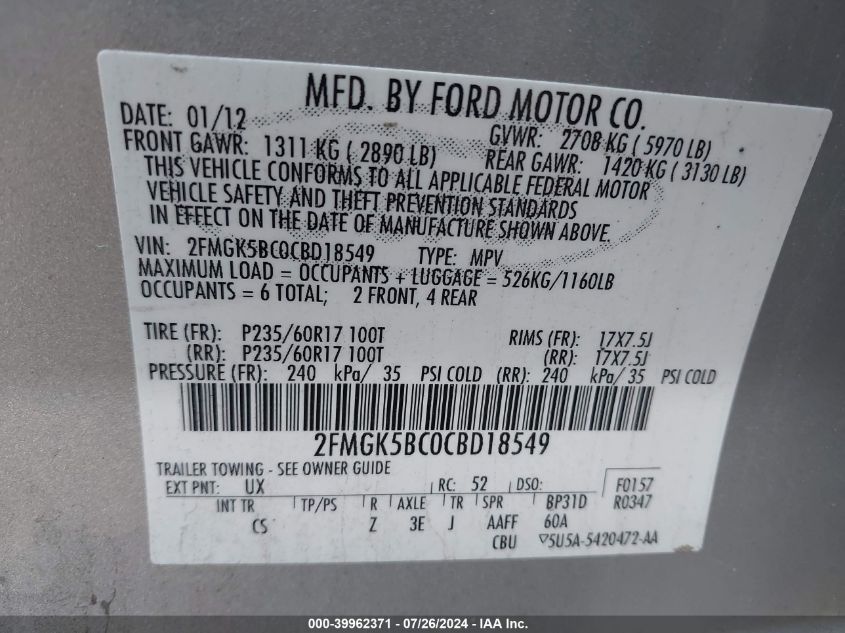 MFD. BY FORD MOTOR CO.
DATE: 01/12 GVWR: 2708 KG ( 5970 LB)
FRONT GAWR: 1311 KG ( 2890 LB) REAR GAWR: 1420 KG ( 3130 LB)
THIS VEHICLE CONFORMS TO ALL APPLICABLE FEDERAL MOTOR
VEHICLE SAFETY AND THEFT PREVENTION STANDARDS
IN EFFECT ON THE DATE OF MANUFACTURE SHOWN ABOVE.
VIN: 2FMGK5BC0CBD18549 TYPE: MPV
MAXIMUM LOAD = OCCUPANTS + LUGGAGE = 526KG/1160LB
OCCUPANTS = 6 TOTAL; 2 FRONT, 4 REAR
TIRE (FR): P235/60R17 100T RIMS (FR): 17X7.5J
(RR): P235/60R17 100T (RR): 17X7.5J
PRESSURE (FR): 240 kPa/ 35 PSI COLD (RR): 240 kPa/ 35 PSI COLD
2FMGK5BC0CBD18549
TRAILER TOWING - SEE OWNER GUIDE
EXT PNT: UX RC: 52 DSO: F0157
INT TR TP/PS R AXLE TR SPR BP31D R0347
CS Z 3E J AAFF 60A
CBU ▽5U5A-5420472-AA
000-39962371 - 07/26/2024 - IAA Inc.